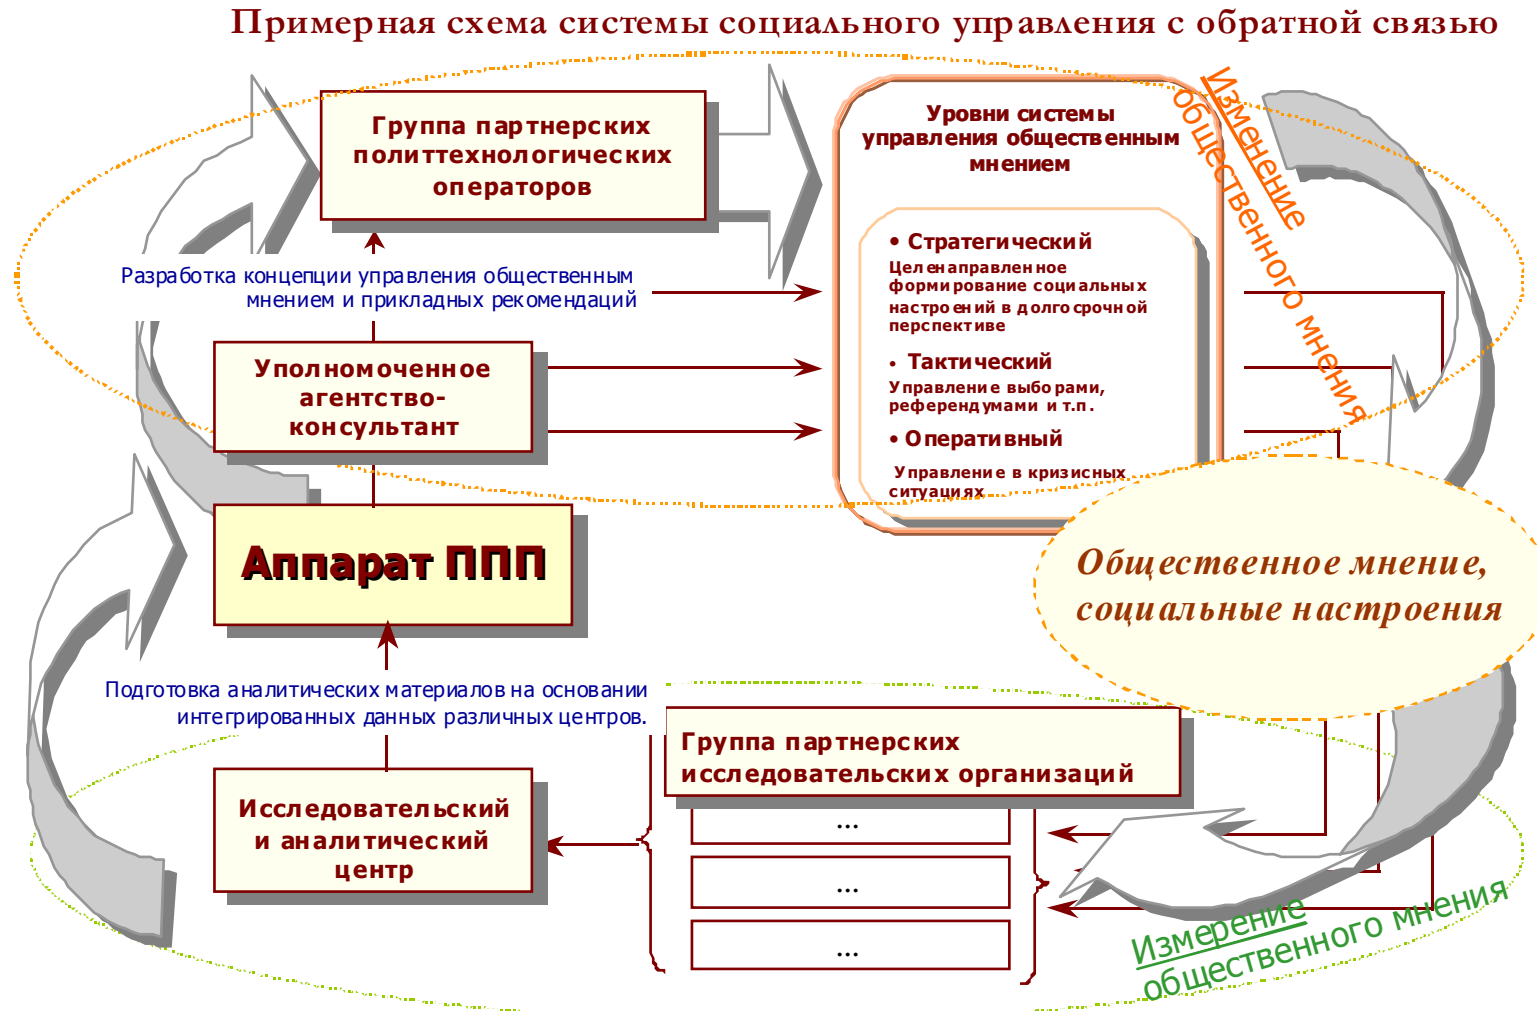 Примерная схема системы социального управления с обратной связью
Группа партнерских
политтехнологических
операторов
Уровни системы
управления общественным
мнением
• Стратегический
Целенаправленное
формирование социальных
настроений в долгосрочной
перспективе
• Тактический
Управление выборами,
референдумами и т.п.
• Оперативный
Управление в кризисных
ситуациях
Изменение
общественного мнения
Разработка концепции управления общественным
мнением и прикладных рекомендаций
Уполномоченное
агентство-
консультант
Аппарат ППП
Общественное мнение,
социальные настроения
Подготовка аналитических материалов на основании
интегрированных данных различных центров.
Группа партнерских
исследовательских организаций
...
...
...
Исследовательский
и аналитический
центр
Измерение
общественного мнения